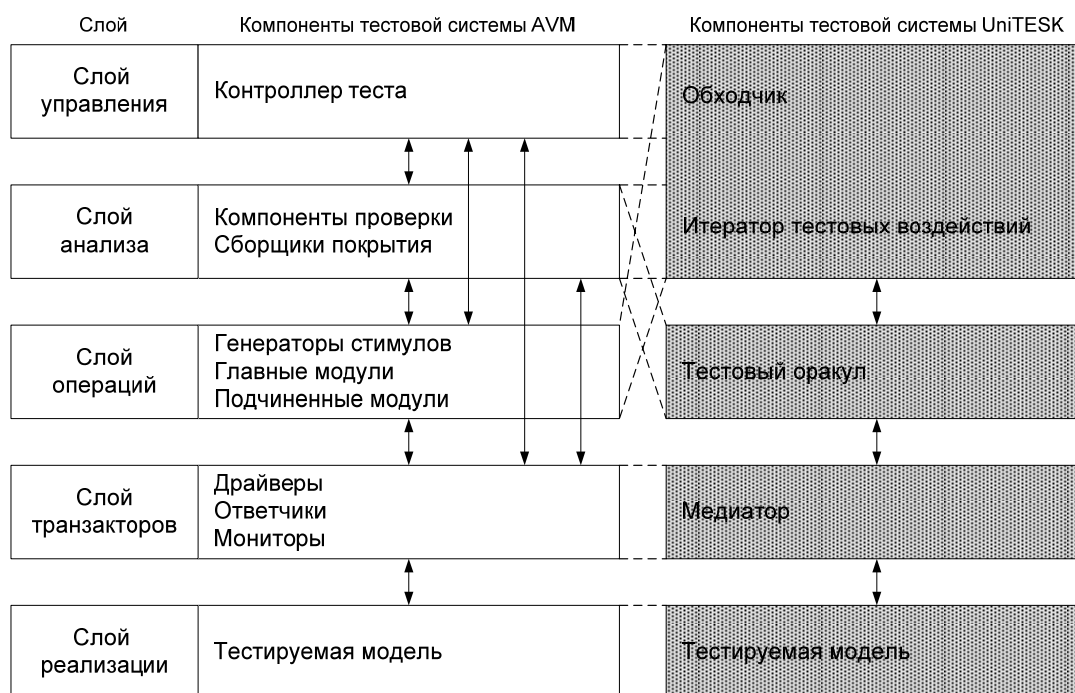 Слой
Компоненты тестовой системы AVM
Компоненты тестовой системы UniTESK
Слой
управления
Контроллер теста
Обходчик
Слой
анализа
Компоненты проверки
Сборщики покрытия
Итератор тестовых воздействий
Слой
операций
Генераторы стимулов
Главные модули
Подчиненные модули
Тестовый оракул
Слой
транзакторов
Драйверы
Ответчики
Мониторы
Медиатор
Слой
реализации
Тестируемая модель
Тестируемая модель